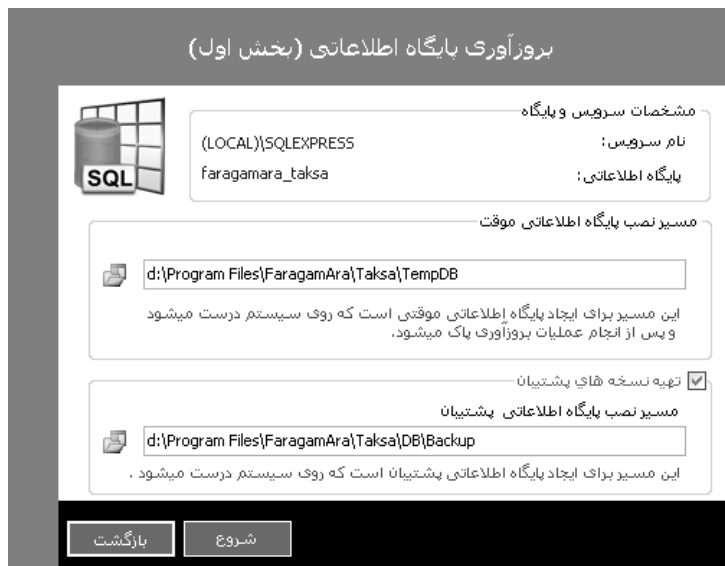 بروزآوری پایگاه اطلاعاتی (بخش اول)
SQL
مشخصات سرویس و پایگاه
نام سرویس: (LOCAL)\SQLEXPRESS
پایگاه اطلاعاتی: faragamara_taksa
مسیر نصب پایگاه اطلاعاتی موقت
d:\Program Files\FaragamAra\Taksa\TempDB
این مسیر برای ایجاد پایگاه اطلاعاتی موقتی است که روی سیستم درست میشود
و پس از انجام عملیات بروزآوری پاک میشود.
تهیه نسخه های پشتیبان
مسیر نصب پایگاه اطلاعاتی پشتیبان
d:\Program Files\FaragamAra\Taksa\DB\Backup
این مسیر برای ایجاد پایگاه اطلاعاتی پشتیبان است که روی سیستم درست میشود .
شروع
بازگشت